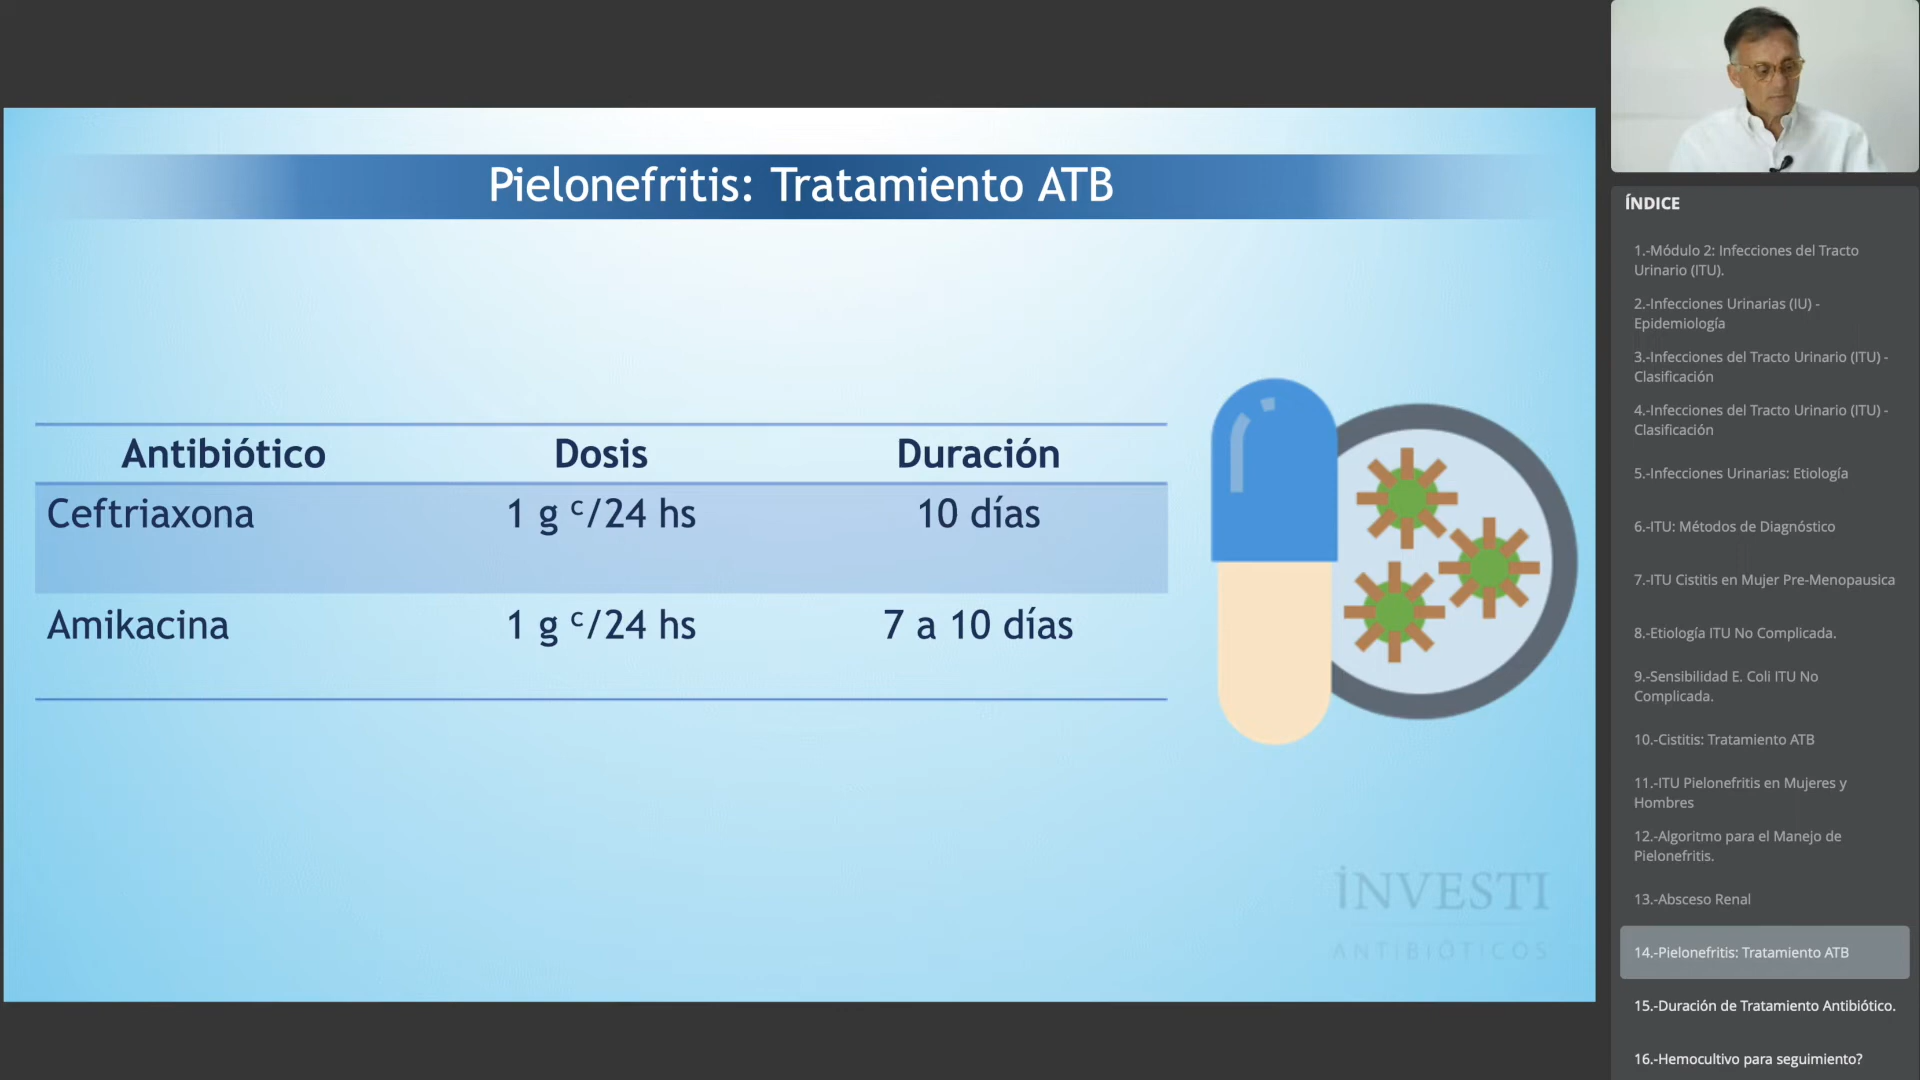 Pielonefritis: Tratamiento ATB
Antibiótico Dosis Duración
Ceftriaxona 1 g c/24 hs 10 días
Amikacina 1 g c/24 hs 7 a 10 días
INVESTI
ANTIBIÓTICOS
ÍNDICE
1.-Módulo 2: Infecciones del Tracto
Urinario (ITU).
2.-Infecciones Urinarias (IU) -
Epidemiología
3.-Infecciones del Tracto Urinario (ITU) -
Clasificación
4.-Infecciones del Tracto Urinario (ITU) -
Clasificación
5.-Infecciones Urinarias: Etiología
6.-ITU: Métodos de Diagnóstico
7.-ITU Cistitis en Mujer Pre-Menopausica
8.-Etiología ITU No Complicada.
9.-Sensibilidad E. Coli ITU No
Complicada.
10.-Cistitis: Tratamiento ATB
11.-ITU Pielonefritis en Mujeres y
Hombres
12.-Algoritmo para el Manejo de
Pielonefritis.
13.-Absceso Renal
14.-Pielonefritis: Tratamiento ATB
15.-Duración de Tratamiento Antibiótico.
16.-Hemocultivo para seguimiento?